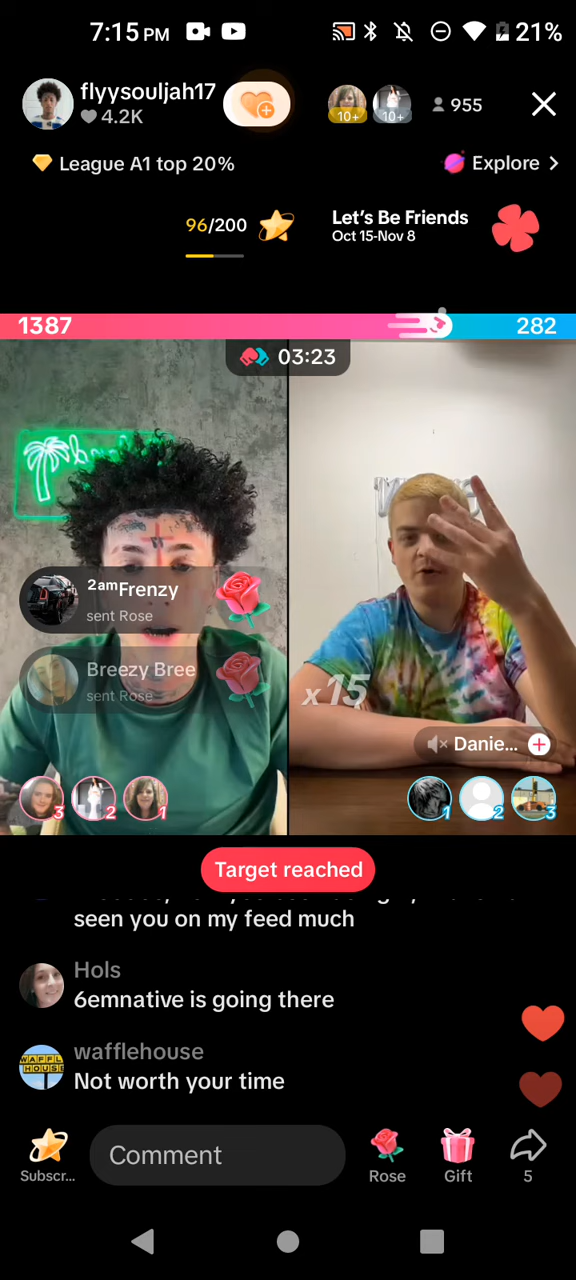 7:15 PM
21%
flyysouljah17
4.2K
10+
10+
955
League A1 top 20%
Explore >
96/200
Let's Be Friends
Oct 15-Nov 8
1387
282
03:23
2amFrenzy
sent Rose
Breezy Bree
sent Rose
x15
Danie...
3
2
1
1
2
3
Target reached
seen you on my feed much
Hols
6emnative is going there
wafflehouse
WAFFLE
HOUSE
Not worth your time
Subscr...
Comment
Rose
Gift
5